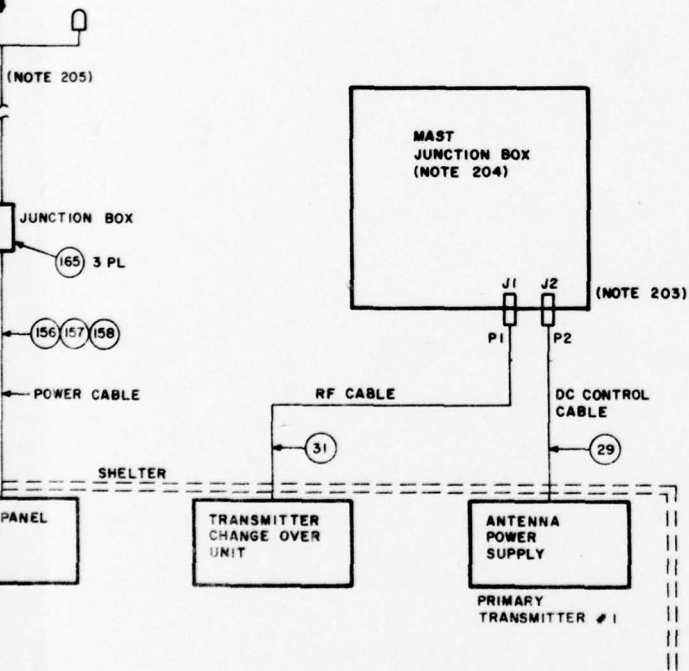 (NOTE 205)
MAST
JUNCTION BOX
(NOTE 204)
JUNCTION BOX
165 3 PL
J1 J2
(NOTE 203)
P1 P2
156 157 158
POWER CABLE
RF CABLE
DC CONTROL
CABLE
31
29
SHELTER
PANEL
TRANSMITTER
CHANGE OVER
UNIT
ANTENNA
POWER
SUPPLY
PRIMARY
TRANSMITTER # 1